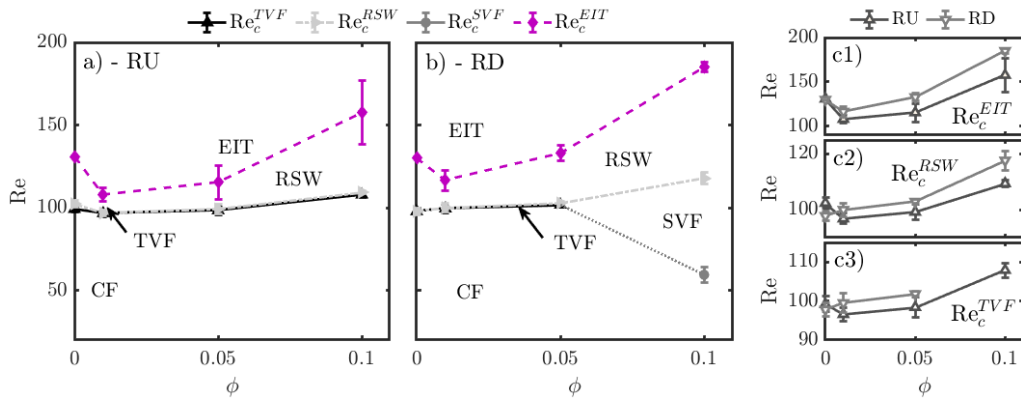 Re_c^{TVF} Re_c^{RSW} Re_c^{SVF} Re_c^{EIT}
a) - RU
EIT
RSW
TVF
CF
Re
200
150
100
50
0 0.05 0.1
ϕ
b) - RD
EIT
RSW
SVF
TVF
CF
0 0.05 0.1
ϕ
RU RD
c1)
Re_c^{EIT}
Re
200
150
100
c2)
Re_c^{RSW}
Re
120
100
c3)
Re_c^{TVF}
Re
110
100
90
0 0.05 0.1
ϕ